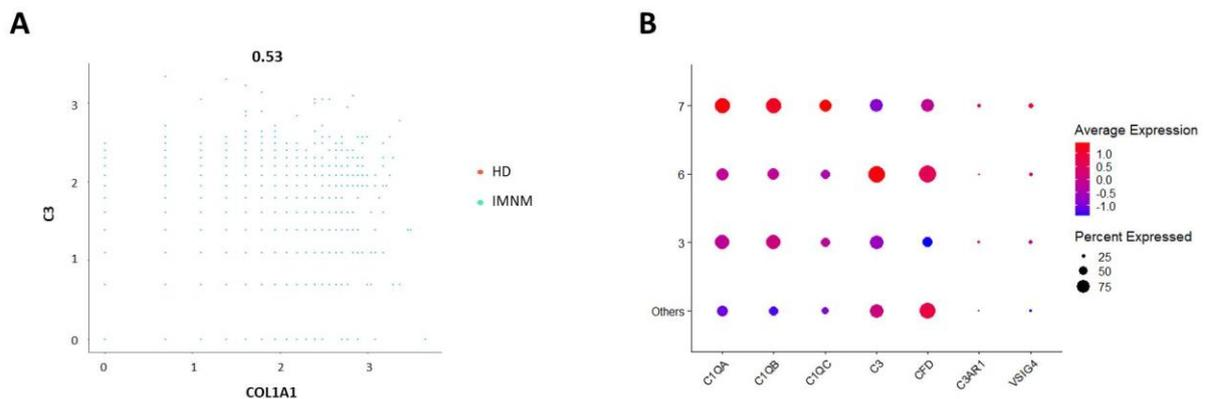 A
0.53
3
2
1
0
C3
0
1
2
3
COL1A1
HD
IMNM
B
7
6
3
Others
C1QA
C1QB
C1QC
C3
CFD
C3AR1
VSIG4
Average Expression
1.0
0.5
0.0
-0.5
-1.0
Percent Expressed
25
50
75